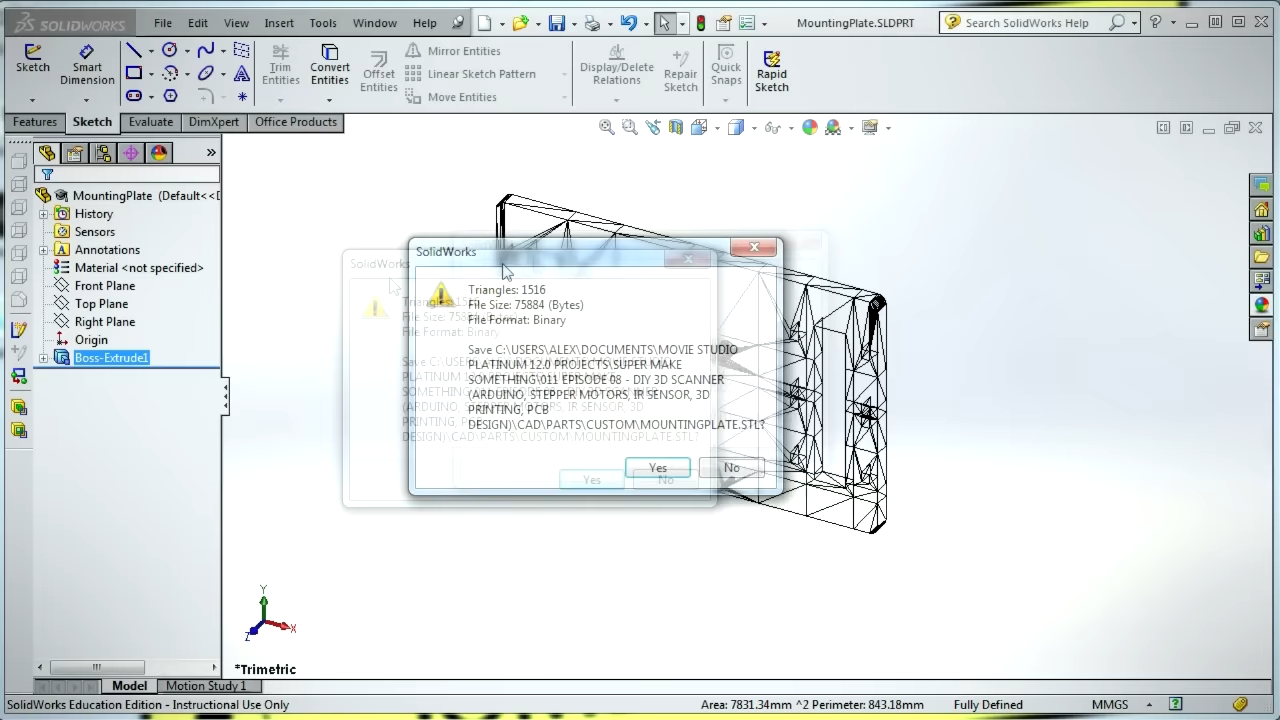 SOLIDWORKS
File Edit View Insert Tools Window Help
MountingPlate.SLDPRT
Search SolidWorks Help
Sketch
Smart Dimension
Trim Entities
Convert Entities
Offset Entities
Mirror Entities
Linear Sketch Pattern
Move Entities
Display/Delete Relations
Repair Sketch
Quick Snaps
Rapid Sketch
Features Sketch Evaluate DimXpert Office Products
MountingPlate (Default<<D
History
Sensors
Annotations
Material <not specified>
Front Plane
Top Plane
Right Plane
Origin
Boss-Extrude1
SolidWorks
Triangles: 1516
File Size: 75884 (Bytes)
File Format: Binary
Save C:\USERS\ALEX\DOCUMENTS\MOVIE STUDIO
PLATINUM 12.0 PROJECTS\SUPER MAKE
SOMETHING\011 EPISODE 08 - DIY 3D SCANNER
(ARDUINO, STEPPER MOTORS, IR SENSOR, 3D
PRINTING, PCB
DESIGN)\CAD\PARTS\CUSTOM\MOUNTINGPLATE.STL?
Yes No
Y
X
Z
*Trimetric
Model Motion Study 1
SolidWorks Education Edition - Instructional Use Only
Area: 7831.34mm ^2 Perimeter: 843.18mm Fully Defined MMGS